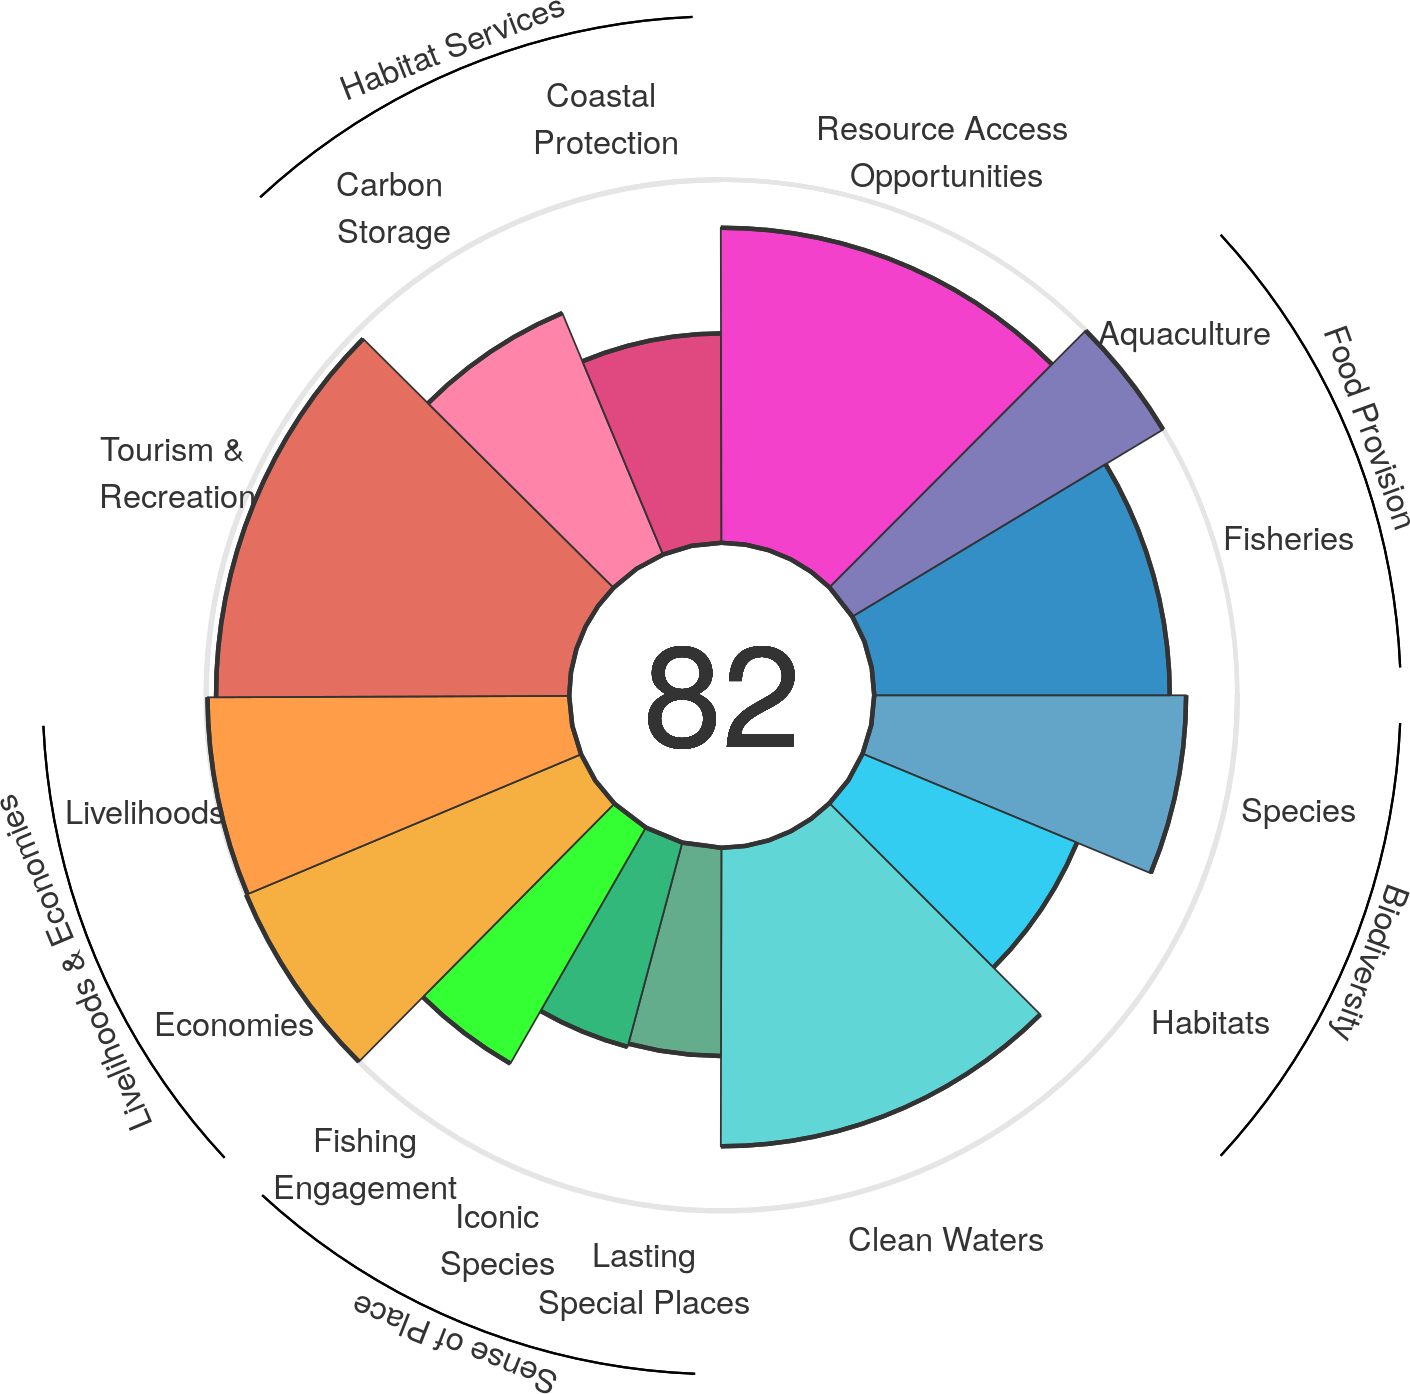 Habitat Services
Coastal
Protection
Resource Access
Opportunities
Carbon
Storage
Aquaculture
Food Provision
Tourism &
Recreation
Fisheries
82
Livelihoods
Species
Livelihoods & Economies
Biodiversity
Economies
Habitats
Fishing
Engagement
Iconic
Species
Lasting
Special Places
Clean Waters
Sense of Place